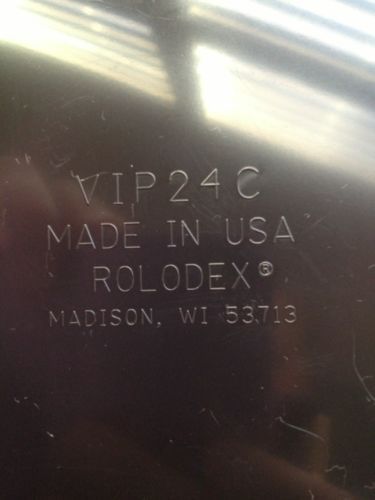 VIP24C
MADE IN USA
ROLODEX®
MADISON, WI 53713